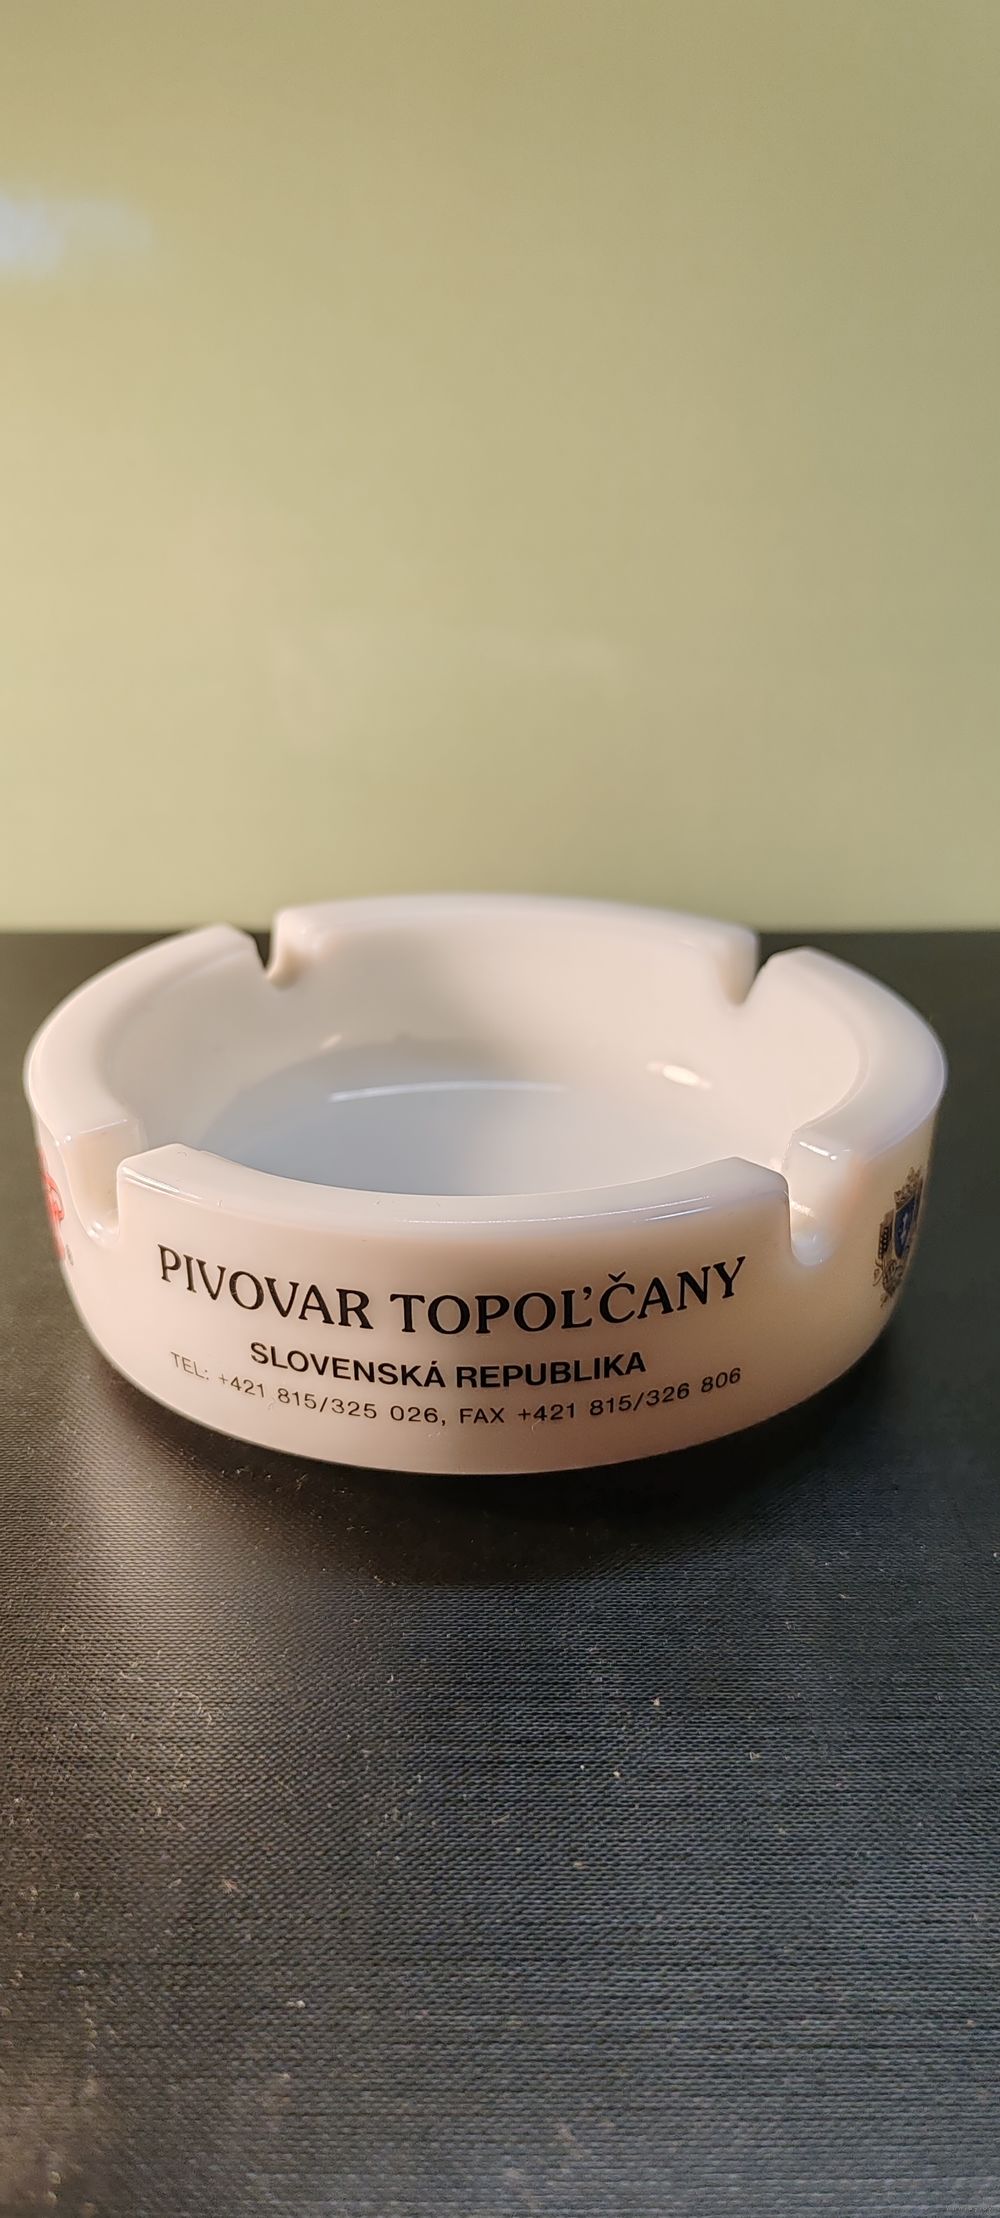 PIVOVAR TOPOĽČANY
SLOVENSKÁ REPUBLIKA
TEL: +421 815/325 026, FAX +421 815/326 806